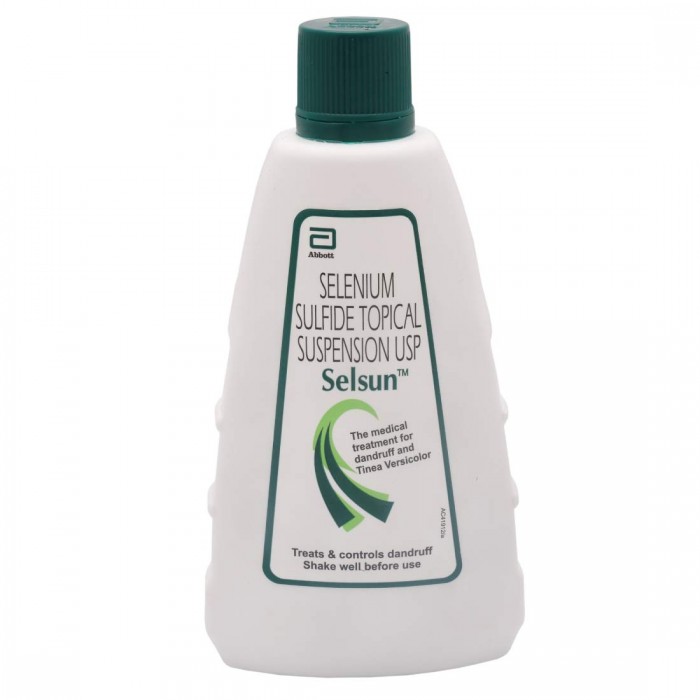 Abbott
SELENIUM
SULFIDE TOPICAL
SUSPENSION USP
Selsun™
The medical
treatment for
dandruff and
Tinea Versicolor
Treats & controls dandruff
Shake well before use